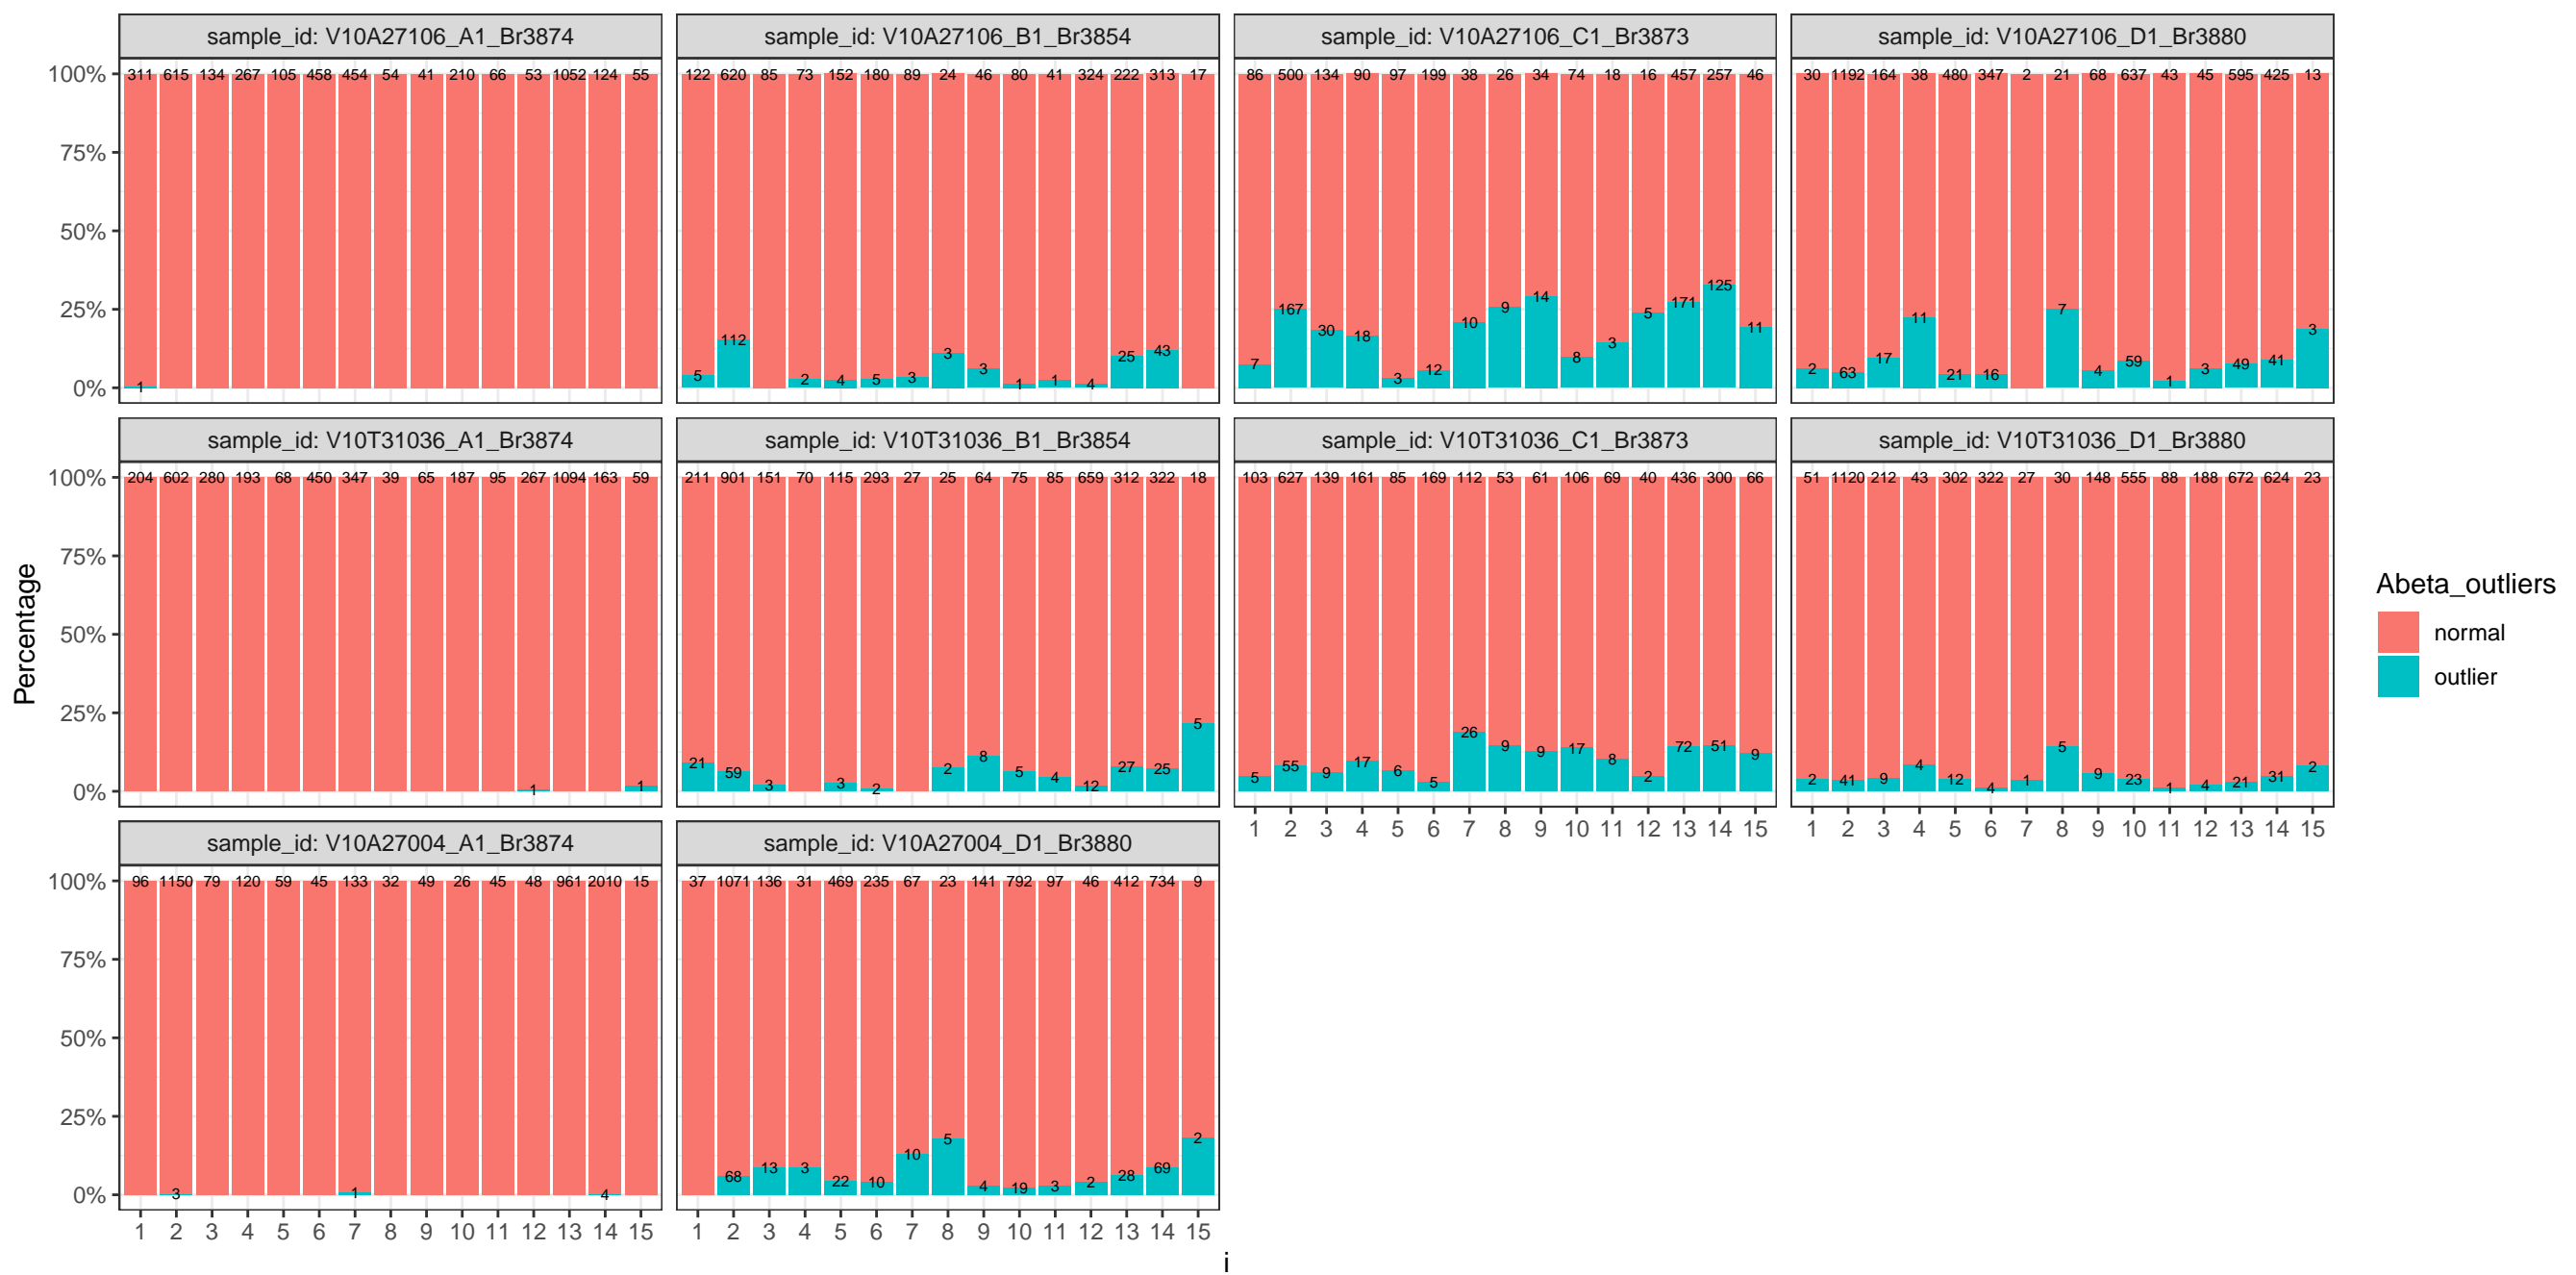 sample_id: V10A27106_A1_Br3874
sample_id: V10A27106_B1_Br3854
sample_id: V10A27106_C1_Br3873
sample_id: V10A27106_D1_Br3880
100%
75%
50%
25%
0%
311 615 134 267 105 458 454 54 41 210 66 53 1052 124 55
1
122 620 85 73 152 180 89 24 46 80 41 324 222 313 17
5 112 2 4 5 3 3 3 1 1 4 25 43
86 500 134 90 97 199 38 26 34 74 18 16 457 257 46
7 167 30 18 3 12 10 9 14 8 3 5 171 125 11
30 1192 164 38 480 347 2 21 68 637 43 45 595 425 13
2 63 17 11 21 16 7 4 59 1 3 49 41 3
sample_id: V10T31036_A1_Br3874
sample_id: V10T31036_B1_Br3854
sample_id: V10T31036_C1_Br3873
sample_id: V10T31036_D1_Br3880
100%
75%
50%
25%
0%
204 602 280 193 68 450 347 39 65 187 95 267 1094 163 59
1 1
211 901 151 70 115 293 27 25 64 75 85 659 312 322 18
21 59 3 3 2 2 8 5 4 12 27 25 5
103 627 139 161 85 169 112 53 61 106 69 40 436 300 66
5 55 9 17 6 5 26 9 9 17 8 2 72 51 9
51 1120 212 43 302 322 27 30 148 555 88 188 672 624 23
2 41 9 4 12 4 1 5 9 23 1 4 21 31 2
1 2 3 4 5 6 7 8 9 10 11 12 13 14 15
1 2 3 4 5 6 7 8 9 10 11 12 13 14 15
sample_id: V10A27004_A1_Br3874
sample_id: V10A27004_D1_Br3880
100%
75%
50%
25%
0%
96 1150 79 120 59 45 133 32 49 26 45 48 961 2010 15
3 1 4
37 1071 136 31 469 235 67 23 141 792 97 46 412 734 9
68 13 3 22 10 10 5 4 19 3 2 28 69 2
1 2 3 4 5 6 7 8 9 10 11 12 13 14 15
1 2 3 4 5 6 7 8 9 10 11 12 13 14 15
i
Percentage
Abeta_outliers
normal
outlier